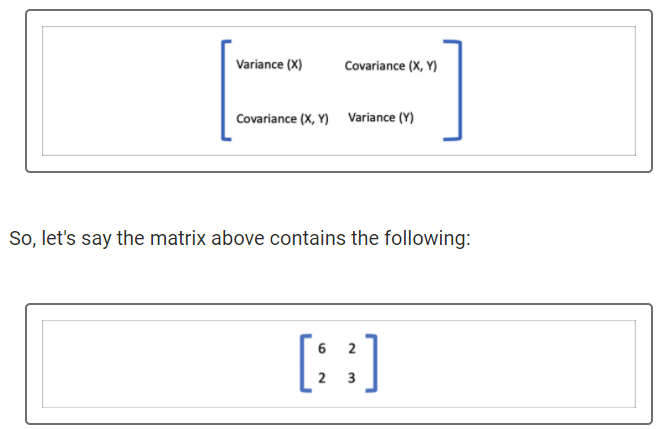 Variance (X) Covariance (X, Y)
Covariance (X, Y) Variance (Y)
So, let's say the matrix above contains the following:
6 2
2 3